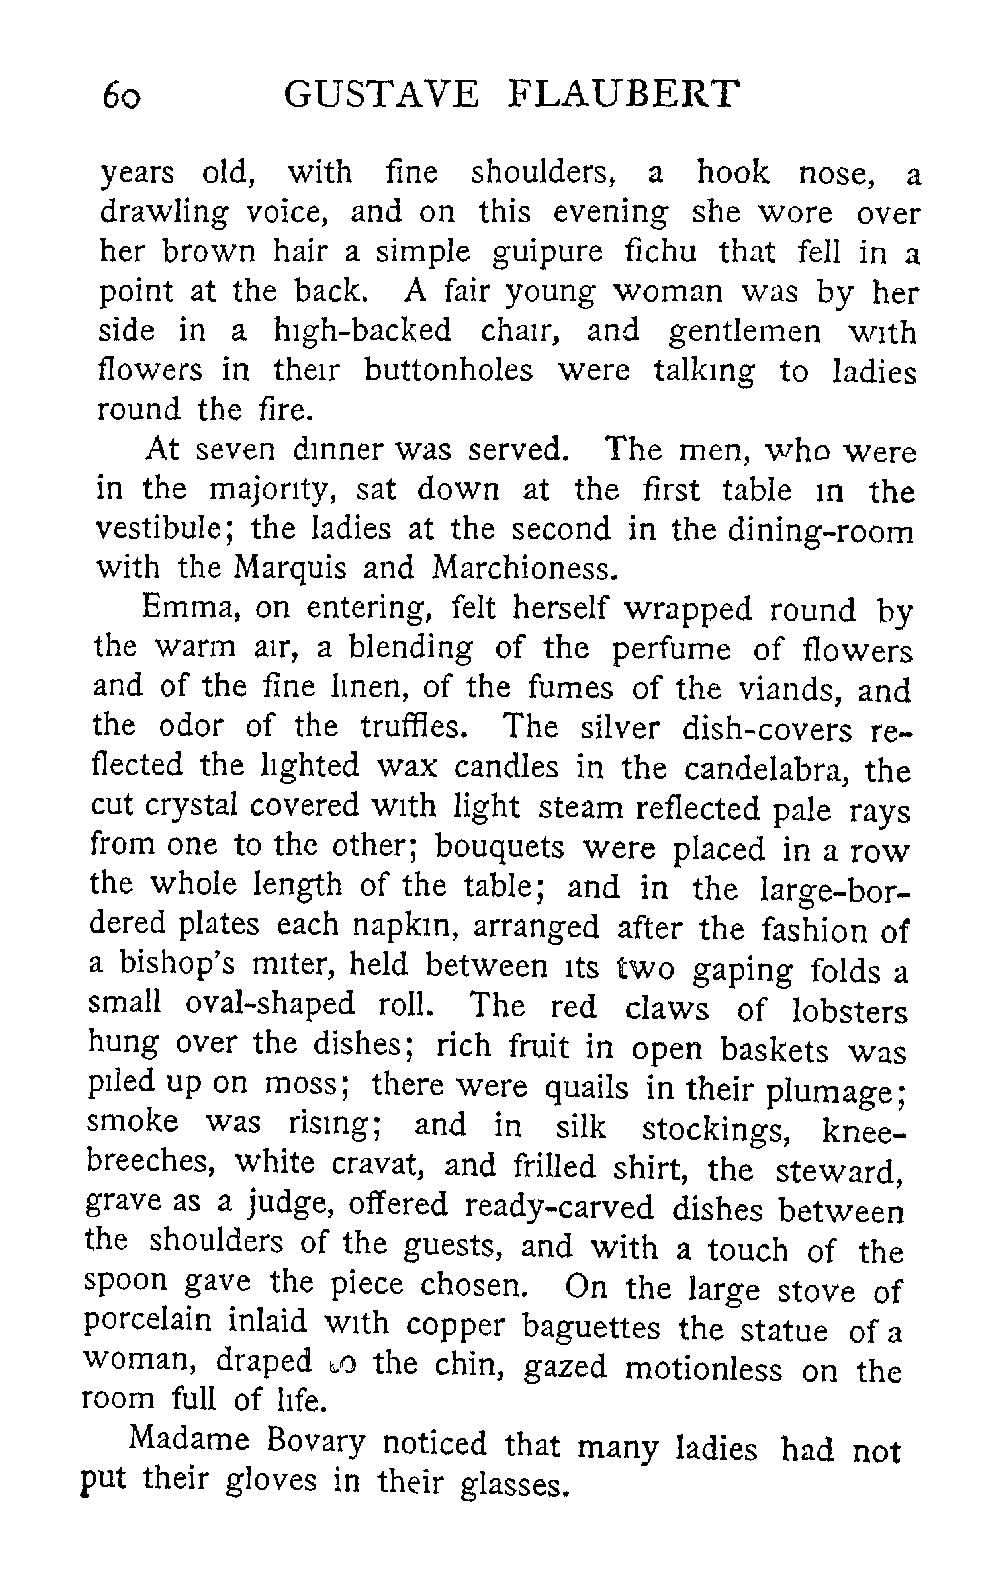 60 GUSTAVE FLAUBERT
years old, with fine shoulders, a hook nose, a
drawling voice, and on this evening she wore over
her brown hair a simple guipure fichu that fell in a
point at the back. A fair young woman was by her
side in a high-backed chair, and gentlemen with
flowers in their buttonholes were talking to ladies
round the fire.
At seven dinner was served. The men, who were
in the majority, sat down at the first table in the
vestibule; the ladies at the second in the dining-room
with the Marquis and Marchioness.
Emma, on entering, felt herself wrapped round by
the warm air, a blending of the perfume of flowers
and of the fine linen, of the fumes of the viands, and
the odor of the truffles. The silver dish-covers re-
flected the lighted wax candles in the candelabra, the
cut crystal covered with light steam reflected pale rays
from one to the other; bouquets were placed in a row
the whole length of the table; and in the large-bor-
dered plates each napkin, arranged after the fashion of
a bishop's miter, held between its two gaping folds a
small oval-shaped roll. The red claws of lobsters
hung over the dishes; rich fruit in open baskets was
piled up on moss; there were quails in their plumage;
smoke was rising; and in silk stockings, knee-
breeches, white cravat, and frilled shirt, the steward,
grave as a judge, offered ready-carved dishes between
the shoulders of the guests, and with a touch of the
spoon gave the piece chosen. On the large stove of
porcelain inlaid with copper baguettes the statue of a
woman, draped to the chin, gazed motionless on the
room full of life.
Madame Bovary noticed that many ladies had not
put their gloves in their glasses.